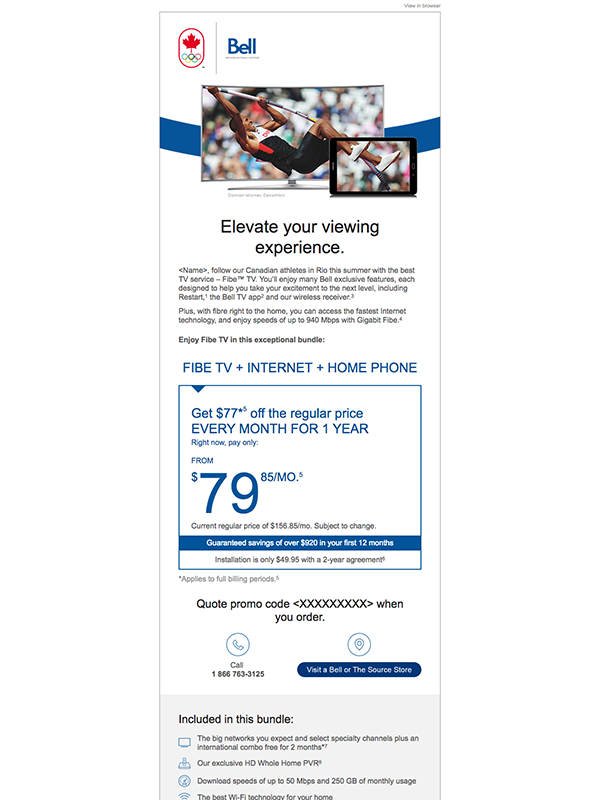 View in browser
Bell
Damian Warner, Decathlon
Elevate your viewing
experience.
<Name>, follow our Canadian athletes in Rio this summer with the best
TV service – Fibe™ TV. You'll enjoy many Bell exclusive features, each
designed to help you take your excitement to the next level, including
Restart,¹ the Bell TV app² and our wireless receiver.³
Plus, with fibre right to the home, you can access the fastest Internet
technology, and enjoy speeds of up to 940 Mbps with Gigabit Fibe.⁴
Enjoy Fibe TV in this exceptional bundle:
FIBE TV + INTERNET + HOME PHONE
Get $77*⁵ off the regular price
EVERY MONTH FOR 1 YEAR
Right now, pay only:
FROM
$79 85/MO.⁵
Current regular price of $156.85/mo. Subject to change.
Guaranteed savings of over $920 in your first 12 months
Installation is only $49.95 with a 2-year agreement⁶
*Applies to full billing periods.⁵
Quote promo code <XXXXXXXXX> when
you order.
Call
1 866 763-3125
Visit a Bell or The Source Store
Included in this bundle:
The big networks you expect and select specialty channels plus an
international combo free for 2 months*⁷
Our exclusive HD Whole Home PVR⁸
Download speeds of up to 50 Mbps and 250 GB of monthly usage
The best Wi-Fi technology for your home